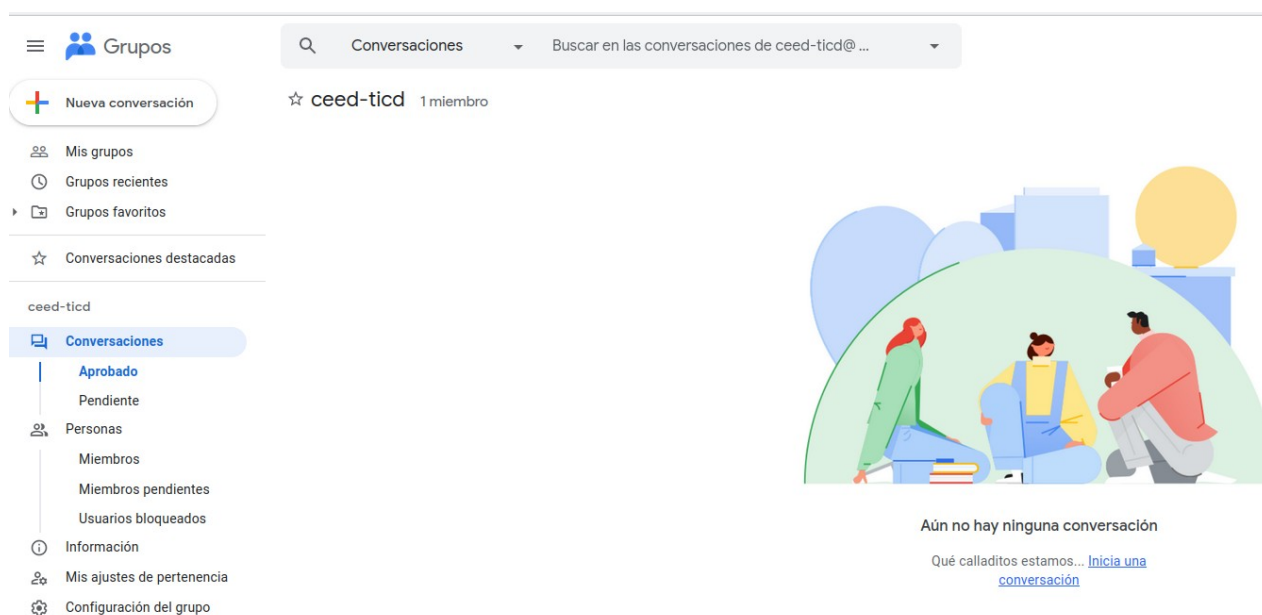 Grupos
Conversaciones
Buscar en las conversaciones de ceed-ticd@ ...
Nueva conversación
ceed-ticd 1 miembro
Mis grupos
Grupos recientes
Grupos favoritos
Conversaciones destacadas
ceed-ticd
Conversaciones
Aprobado
Pendiente
Personas
Miembros
Miembros pendientes
Usuarios bloqueados
Información
Mis ajustes de pertenencia
Configuración del grupo
Aún no hay ninguna conversación
Qué calladitos estamos... Inicia una
conversación